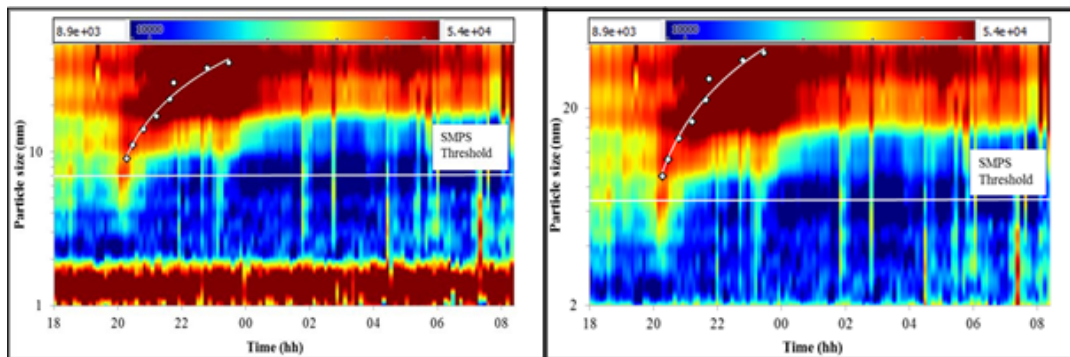 8.9e+03 10000 5.4e+04
Particle size (nm)
10
1
SMPS
Threshold
18 20 22 00 02 04 06 08
Time (hh)
8.9e+03 10000 5.4e+04
Particle size (nm)
20
2
SMPS
Threshold
18 20 22 00 02 04 06 08
Time (hh)